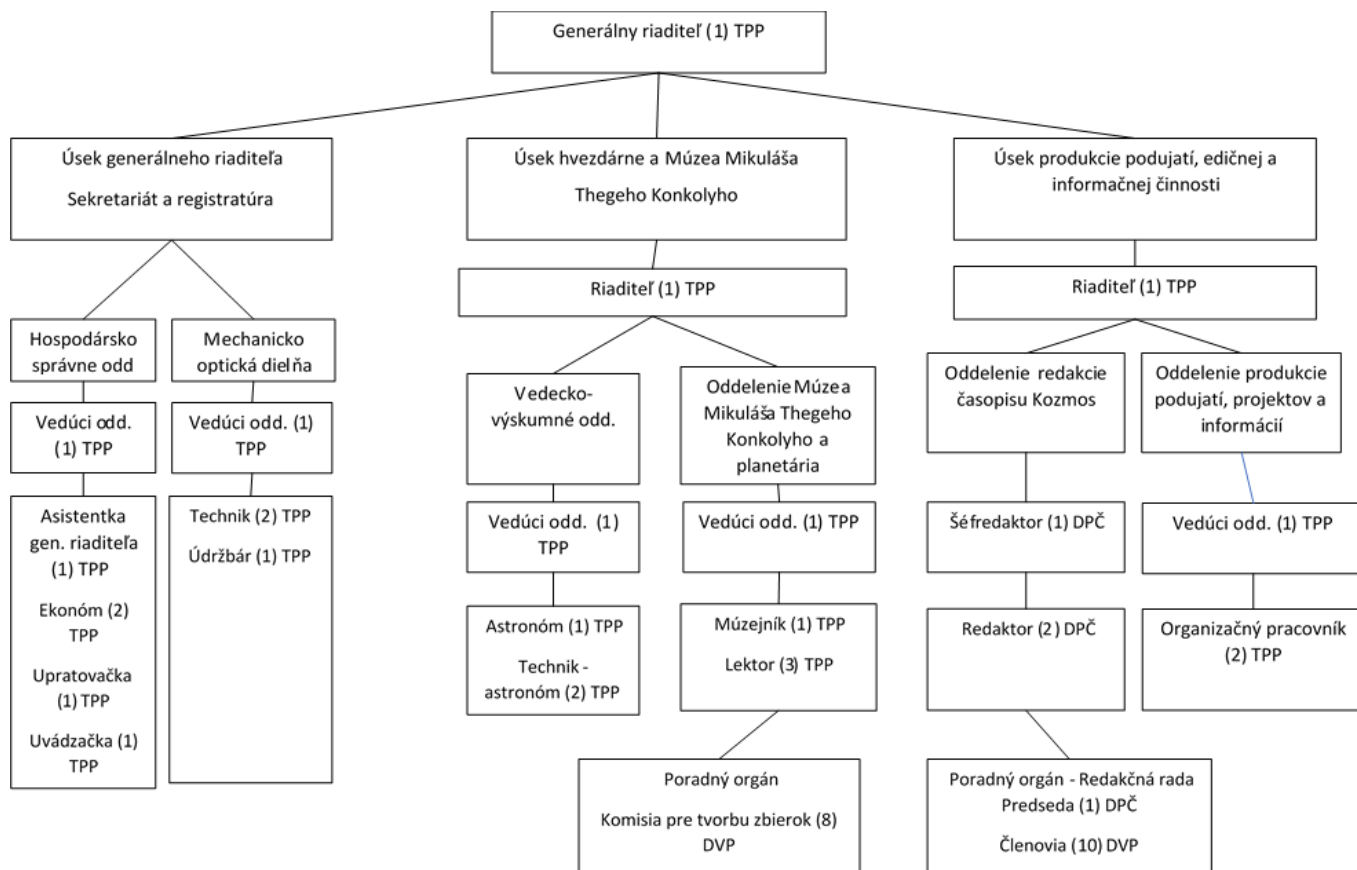 Generálny riaditeľ (1) TPP
Úsek generálneho riaditeľa
Sekretariát a registratúra
Úsek hvezdárne a Múzea Mikuláša
Thegeho Konkolyho
Úsek produkcie podujatí, edičnej a
informačnej činnosti
Riaditeľ (1) TPP
Riaditeľ (1) TPP
Hospodársko
správne odd
Mechanicko
optická dielňa
Vedecko-
výskumné odd.
Oddelenie Múzea
Mikuláša Thegeho
Konkolyho a
planetária
Oddelenie redakcie
časopisu Kozmos
Oddelenie produkcie
podujatí, projektov a
informácií
Vedúci odd.
(1) TPP
Vedúci odd. (1)
TPP
Asistentka
gen. riaditeľa
(1) TPP
Ekonóm (2)
TPP
Upratovačka
(1) TPP
Uvádzačka (1)
TPP
Technik (2) TPP
Údržbár (1) TPP
Vedúci odd. (1)
TPP
Vedúci odd. (1) TPP
Šéfredaktor (1) DPČ
Vedúci odd. (1) TPP
Astronóm (1) TPP
Technik -
astronóm (2) TPP
Múzejník (1) TPP
Lektor (3) TPP
Redaktor (2) DPČ
Organizačný pracovník
(2) TPP
Poradný orgán
Komisia pre tvorbu zbierok (8)
DVP
Poradný orgán - Redakčná rada
Predseda (1) DPČ
Členovia (10) DVP